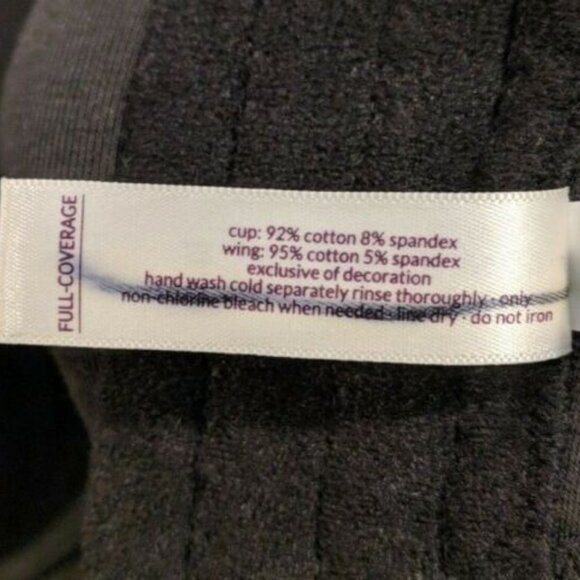 FULL-COVERAGE
cup: 92% cotton 8% spandex
wing: 95% cotton 5% spandex
exclusive of decoration
hand wash cold separately rinse thoroughly · only
non-chlorine bleach when needed · line dry · do not iron